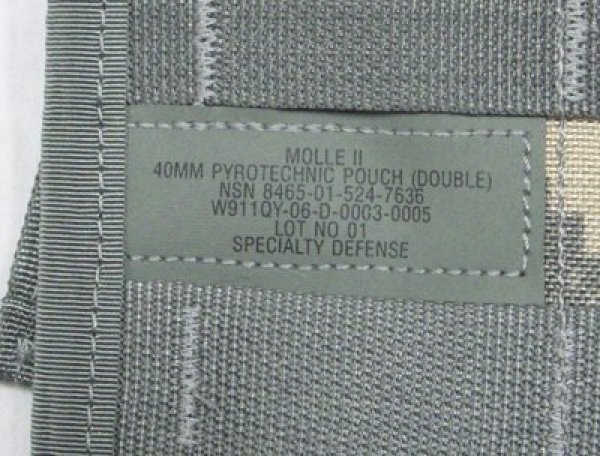 MOLLE II
40MM PYROTECHNIC POUCH (DOUBLE)
NSN 8465-01-524-7636
W911QY-06-D-0003-0005
LOT NO 01
SPECIALTY DEFENSE